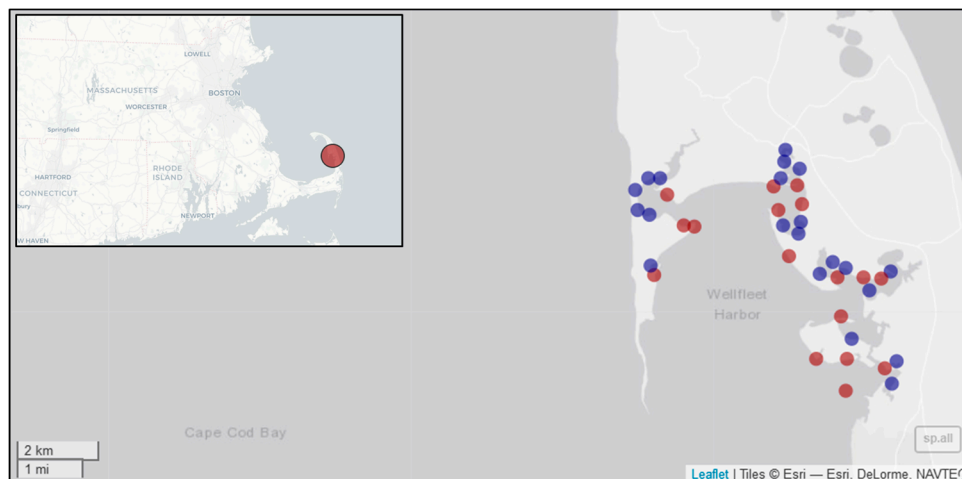 LOWELL
MASSACHUSETTS
BOSTON
WORCESTER
Springfield
HARTFORD
CONNECTICUT
RHODE
ISLAND
bury
NEWPORT
W HAVEN
Wellfleet
Harbor
Cape Cod Bay
sp.all
2 km
1 mi
Leaflet | Tiles © Esri — Esri, DeLorme, NAVTEQ